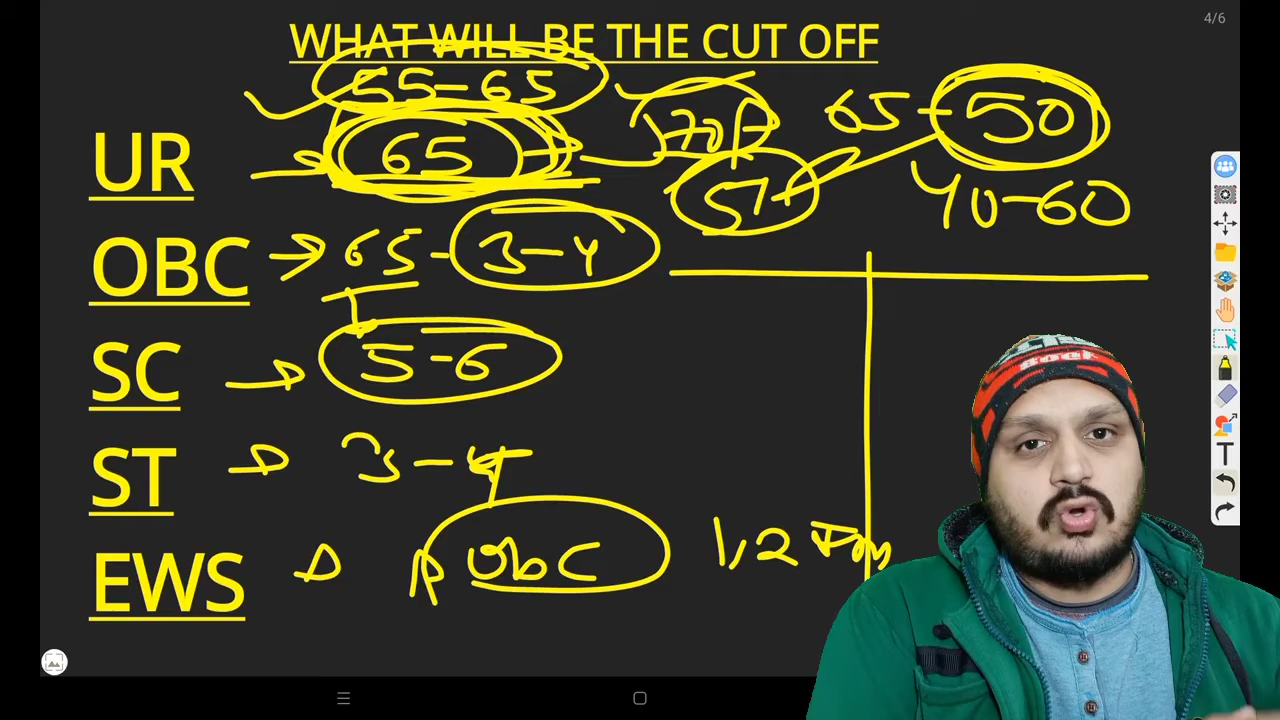 4/6
WHAT WILL BE THE CUT OFF
55-65
UR → 65 70+ 65-50
57+ 40-60
OBC → 65-3-4
SC → 5-6
ST → 3-4
EWS → obc 1,2
T